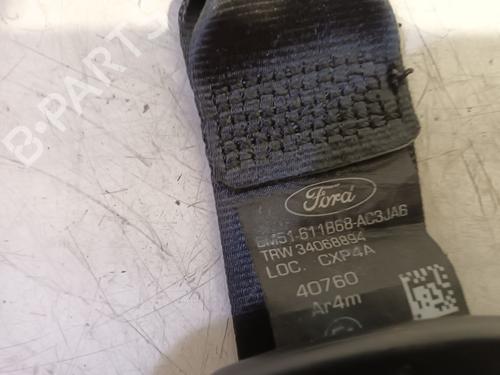 B-PARTS
Ford
BM51-611B68-AC3JA6
TRW 34068894
LOC. CXP4A
40760
Ar4m